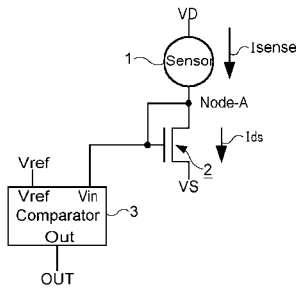 VD
Isense
1
Sensor
Node-A
Ids
2
VS
Vref
Vref Vin
Comparator
3
Out
OUT